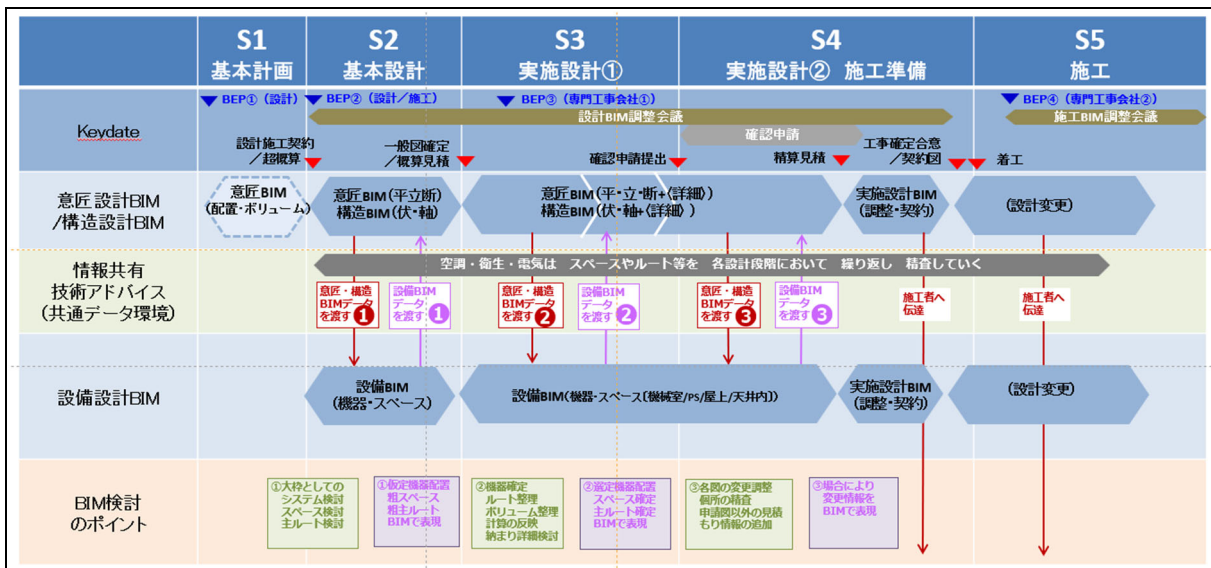 S1
基本計画
S2
基本設計
S3
実施設計①
S4
実施設計② 施工準備
S5
施工
Keydate
BEP①（設計）
BEP②（設計/施工）
BEP③（専門工事会社①）
BEP④（専門工事会社②）
設計BIM調整会議
施工BIM調整会議
確認申請
設計施工契約
/超概算
一般図確定
/概算見積
確認申請提出
精算見積
工事確定合意
/契約図
着工
意匠設計BIM
/構造設計BIM
意匠BIM
(配置・ボリューム)
意匠BIM(平立断)
構造BIM(伏・軸)
意匠BIM(平・立・断+〈詳細〉)
構造BIM(伏・軸+〈詳細〉)
実施設計BIM
(調整・契約)
(設計変更)
情報共有
技術アドバイス
(共通データ環境)
空調・衛生・電気は スペースやルート等を 各設計段階において 繰り返し 精査していく
意匠・構造
BIMデータ
を渡す❶
設備BIM
データ
を渡す❶
意匠・構造
BIMデータ
を渡す❷
設備BIM
データ
を渡す❷
意匠・構造
BIMデータ
を渡す❸
設備BIM
データ
を渡す❸
施工者へ
伝達
施工者へ
伝達
設備設計BIM
設備BIM
(機器・スペース)
設備BIM(機器・スペース〔機械室/PS/屋上/天井内〕)
実施設計BIM
(調整・契約)
(設計変更)
BIM検討
のポイント
①大枠としての
システム検討
スペース検討
主ルート検討
①仮定機器配置
粗スペース
粗主ルート
BIMで表現
②機器確定
ルート整理
ボリューム整理
計算の反映
納まり詳細検討
②選定機器配置
スペース確定
主ルート確定
BIMで表現
③各図の変更調整
個所の精査
申請図以外の見積
もり情報の追加
③場合により
変更情報を
BIMで表現